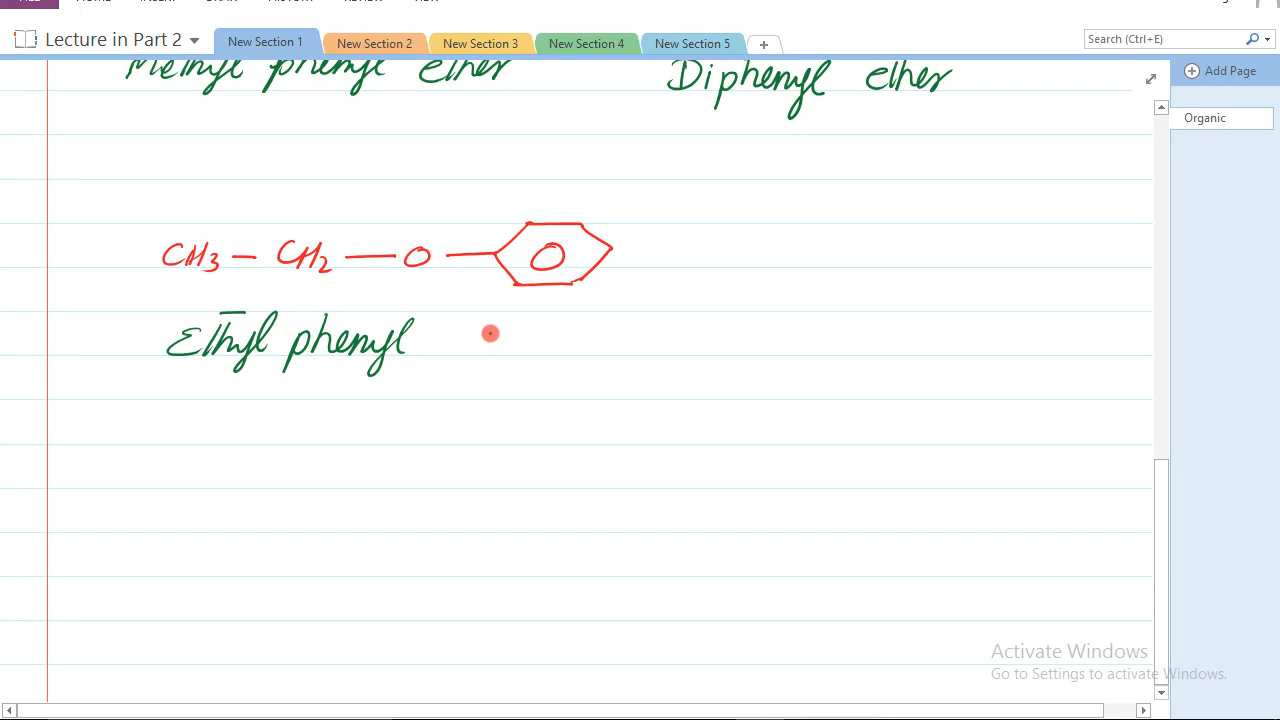 Lecture in Part 2
New Section 1
New Section 2
New Section 3
New Section 4
New Section 5
+
Search (Ctrl+E)
Add Page
Organic
Methyl phenyl ether
Diphenyl ether
CH3 — CH2 — O —
Ethyl phenyl
Activate Windows
Go to Settings to activate Windows.